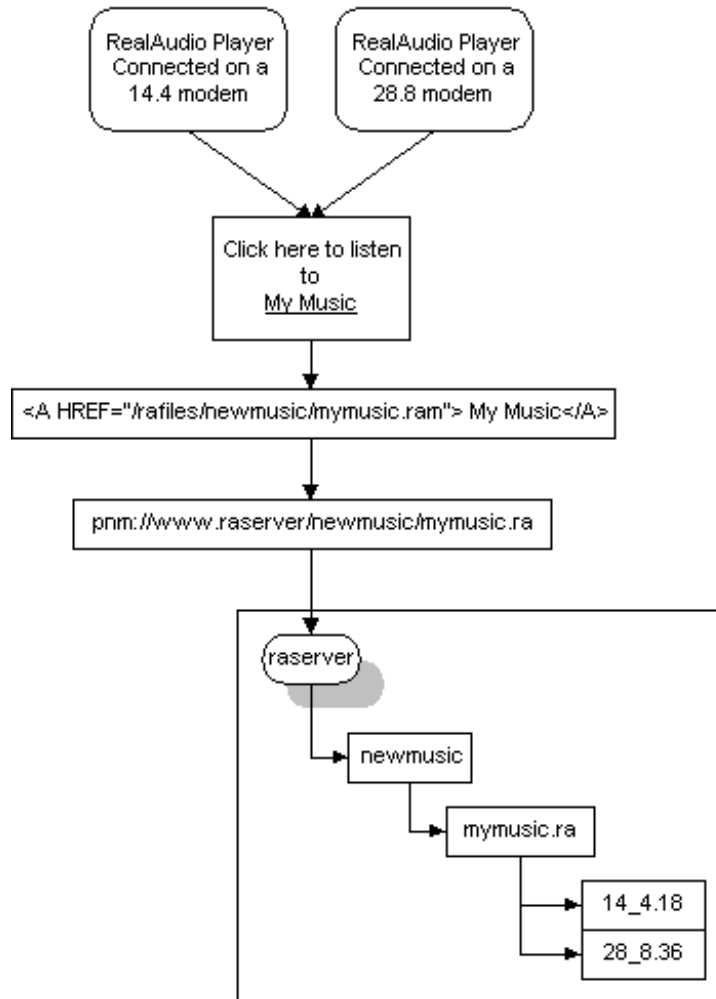 RealAudio Player
Connected on a
14.4 modem
RealAudio Player
Connected on a
28.8 modem
Click here to listen
to
My Music
<A HREF="/rafiles/newmusic/mymusic.ram"> My Music</A>
pnm://www.raserver/newmusic/mymusic.ra
raserver
newmusic
mymusic.ra
14_4.18
28_8.36